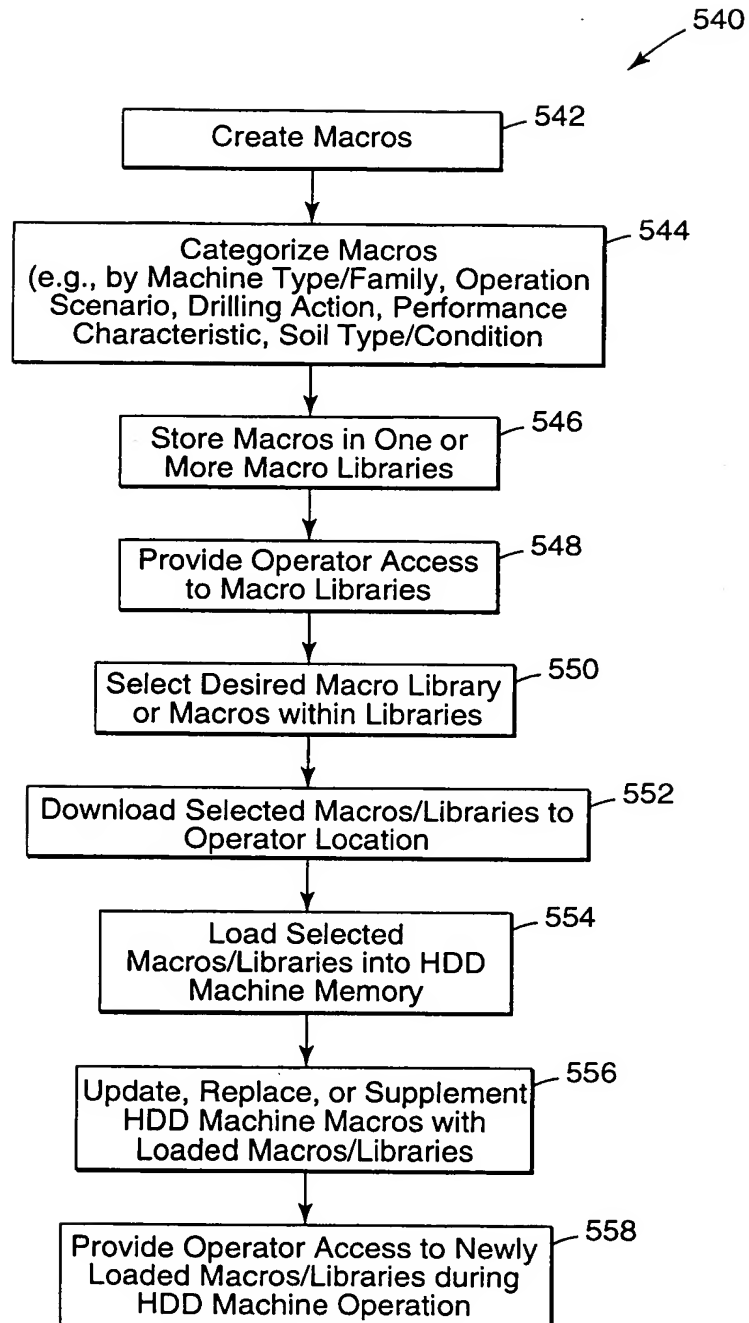 540
Create Macros
542
Categorize Macros
(e.g., by Machine Type/Family, Operation
Scenario, Drilling Action, Performance
Characteristic, Soil Type/Condition
544
Store Macros in One or
More Macro Libraries
546
Provide Operator Access
to Macro Libraries
548
Select Desired Macro Library
or Macros within Libraries
550
Download Selected Macros/Libraries to
Operator Location
552
Load Selected
Macros/Libraries into HDD
Machine Memory
554
Update, Replace, or Supplement
HDD Machine Macros with
Loaded Macros/Libraries
556
Provide Operator Access to Newly
Loaded Macros/Libraries during
HDD Machine Operation
558